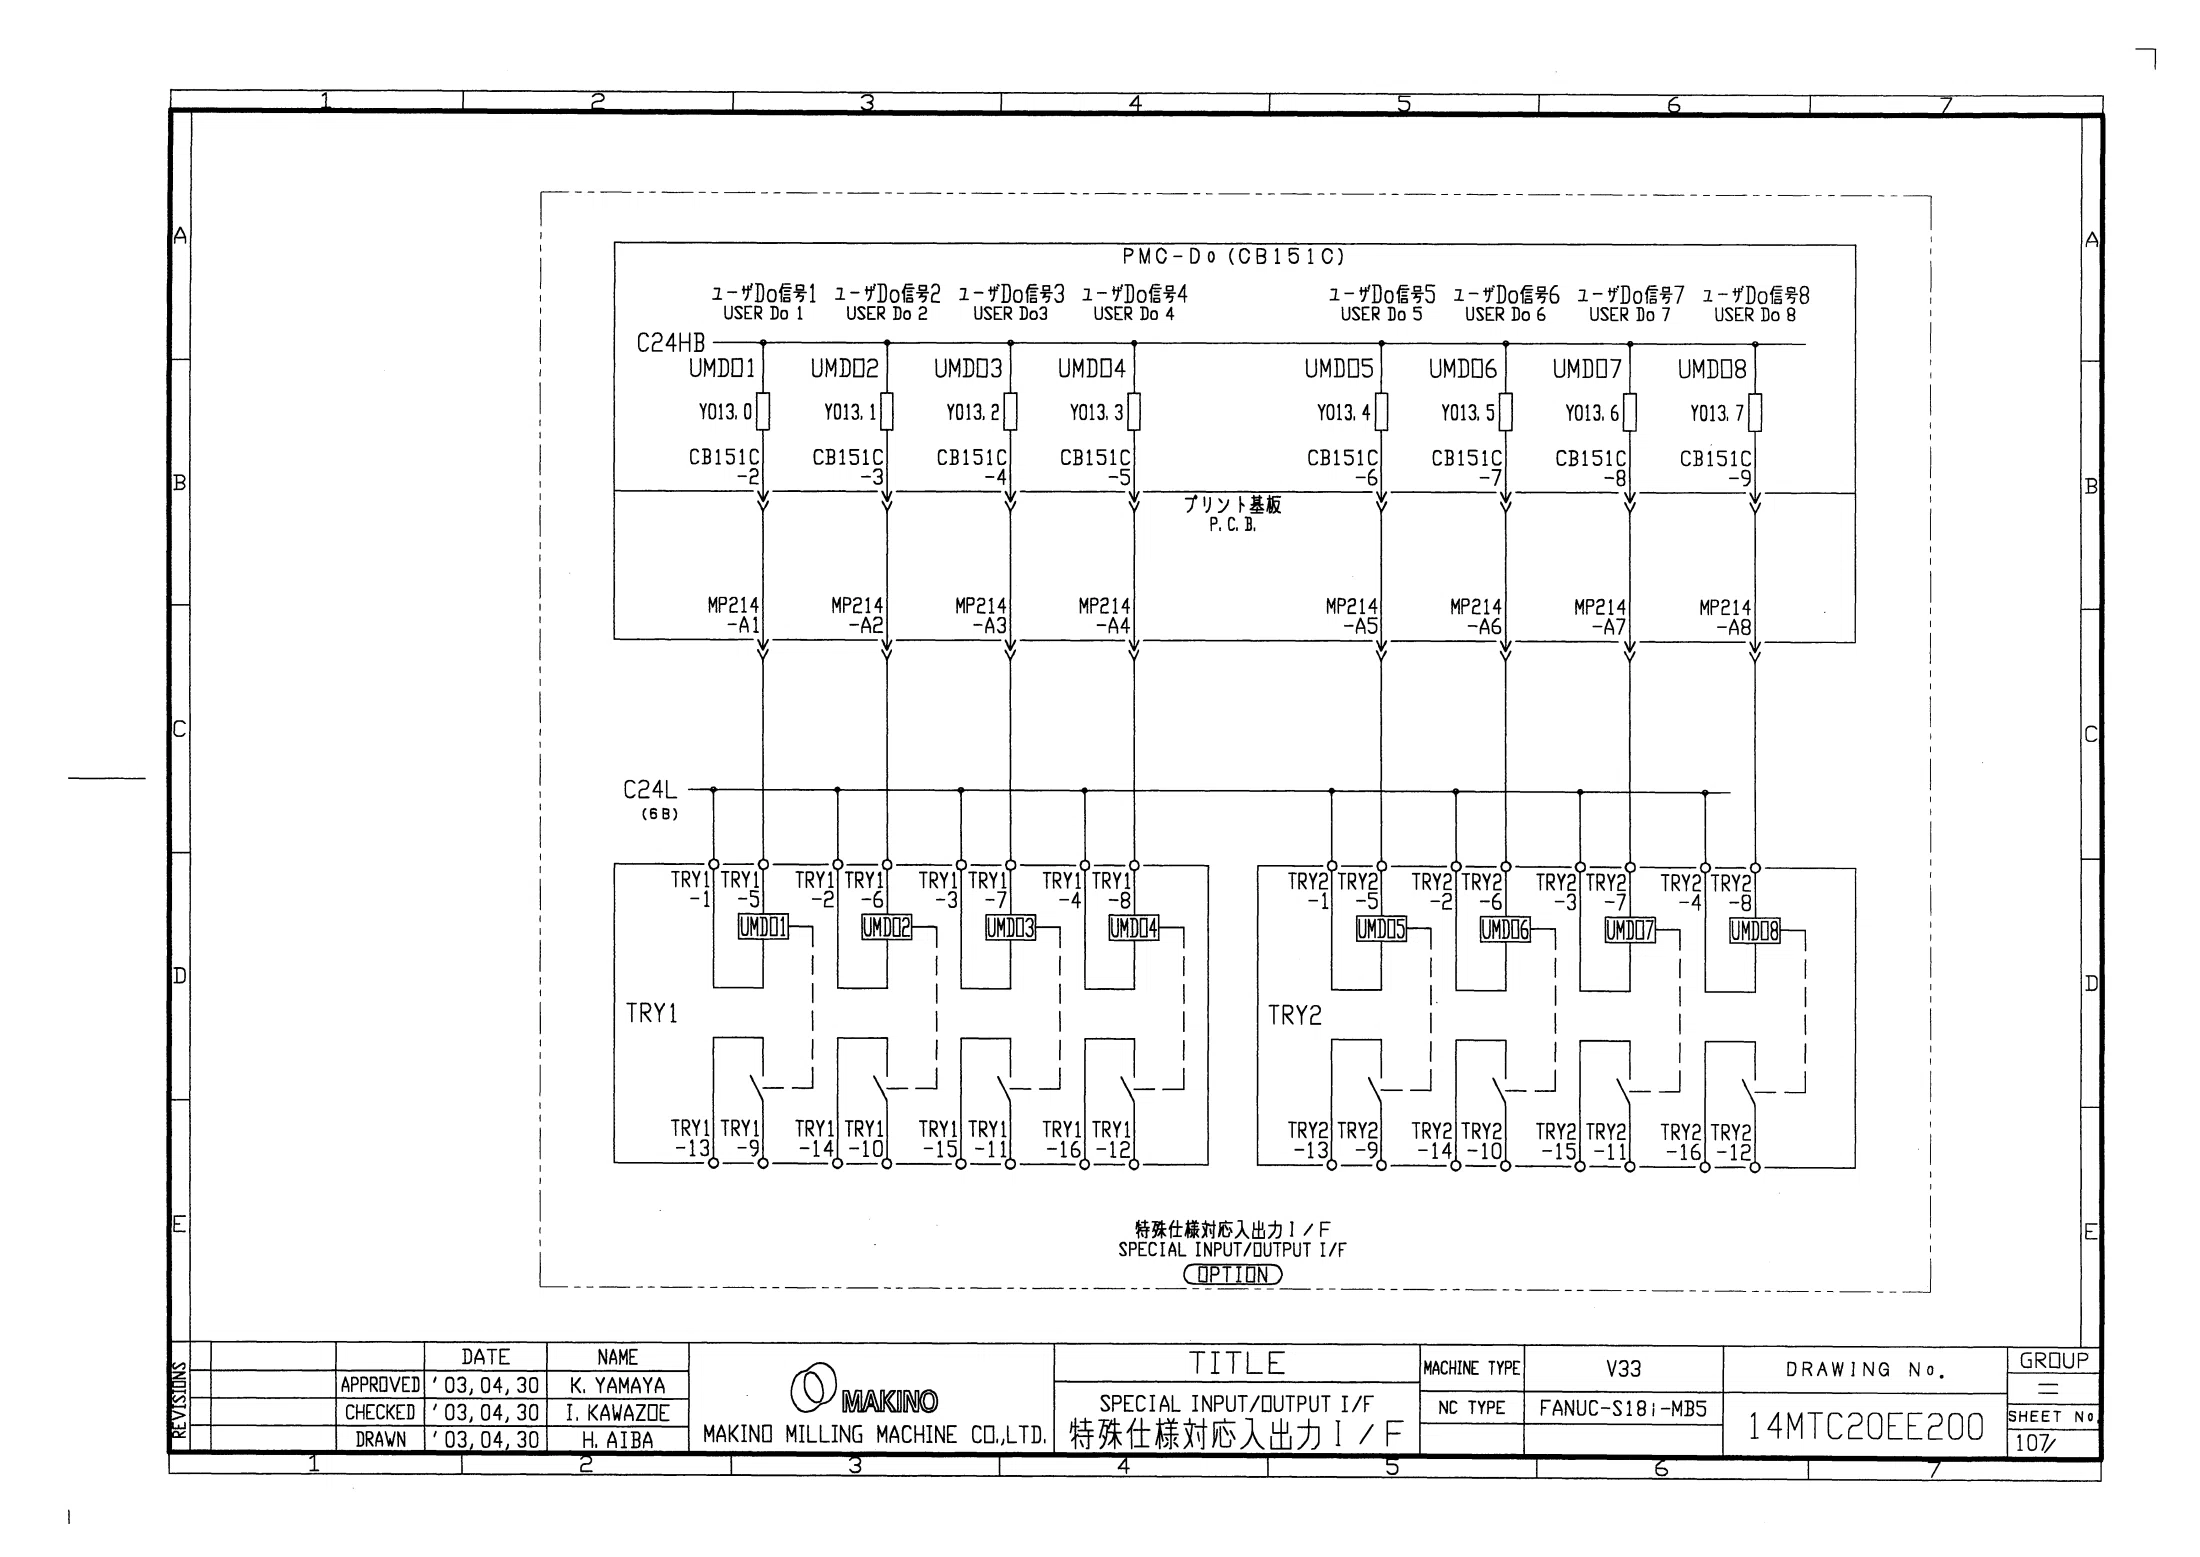 1 2 3 4 5 6 7
A A
PMC-Do (CB151C)
ユーザDo信号1 ユーザDo信号2 ユーザDo信号3 ユーザDo信号4 ユーザDo信号5 ユーザDo信号6 ユーザDo信号7 ユーザDo信号8
USER Do 1 USER Do 2 USER Do3 USER Do 4 USER Do 5 USER Do 6 USER Do 7 USER Do 8
C24HB
UMDO1 UMDO2 UMDO3 UMDO4 UMDO5 UMDO6 UMDO7 UMDO8
Y013.0 Y013.1 Y013.2 Y013.3 Y013.4 Y013.5 Y013.6 Y013.7
CB151C CB151C CB151C CB151C CB151C CB151C CB151C CB151C
-2 -3 -4 -5 -6 -7 -8 -9
B B
プリント基板
P.C.B.
MP214 MP214 MP214 MP214 MP214 MP214 MP214 MP214
-A1 -A2 -A3 -A4 -A5 -A6 -A7 -A8
C C
C24L
(6B)
TRY1 TRY1 TRY1 TRY1 TRY1 TRY1 TRY1 TRY1 TRY2 TRY2 TRY2 TRY2 TRY2 TRY2 TRY2 TRY2
-1 -5 -2 -6 -3 -7 -4 -8 -1 -5 -2 -6 -3 -7 -4 -8
UMDO1 UMDO2 UMDO3 UMDO4 UMDO5 UMDO6 UMDO7 UMDO8
D D
TRY1 TRY2
TRY1 TRY1 TRY1 TRY1 TRY1 TRY1 TRY1 TRY1 TRY2 TRY2 TRY2 TRY2 TRY2 TRY2 TRY2 TRY2
-13 -9 -14 -10 -15 -11 -16 -12 -13 -9 -14 -10 -15 -11 -16 -12
E E
特殊仕様対応入出力I/F
SPECIAL INPUT/OUTPUT I/F
OPTION
REVISIONS
DATE NAME
APPROVED '03,04,30 K. YAMAYA
CHECKED '03,04,30 I. KAWAZOE
DRAWN '03,04,30 H. AIBA
MAKINO
MAKINO MILLING MACHINE CO.,LTD.
TITLE
SPECIAL INPUT/OUTPUT I/F
特殊仕様対応入出力I/F
MACHINE TYPE V33
NC TYPE FANUC-S18i-MB5
DRAWING No.
14MTC20EE200
GROUP
=
SHEET No.
107/
1 2 3 4 5 6 7